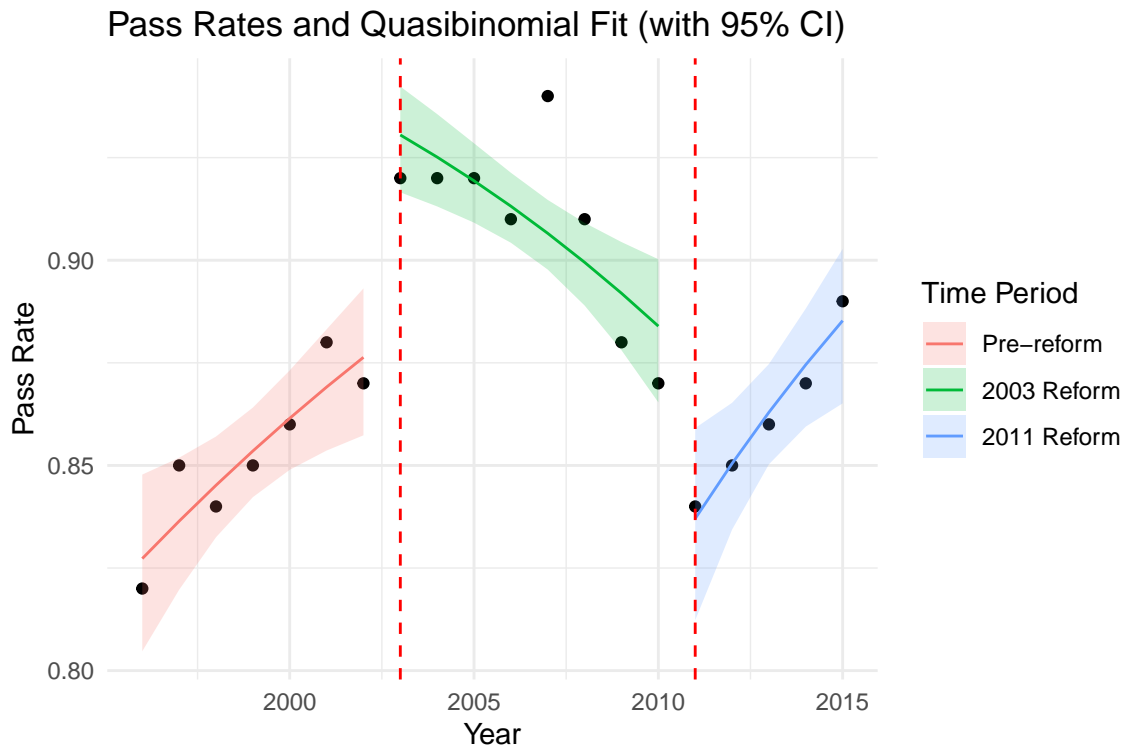 Pass Rates and Quasibinomial Fit (with 95% CI)
Pass Rate
0.90
0.85
0.80
2000
2005
2010
2015
Year
Time Period
Pre−reform
2003 Reform
2011 Reform